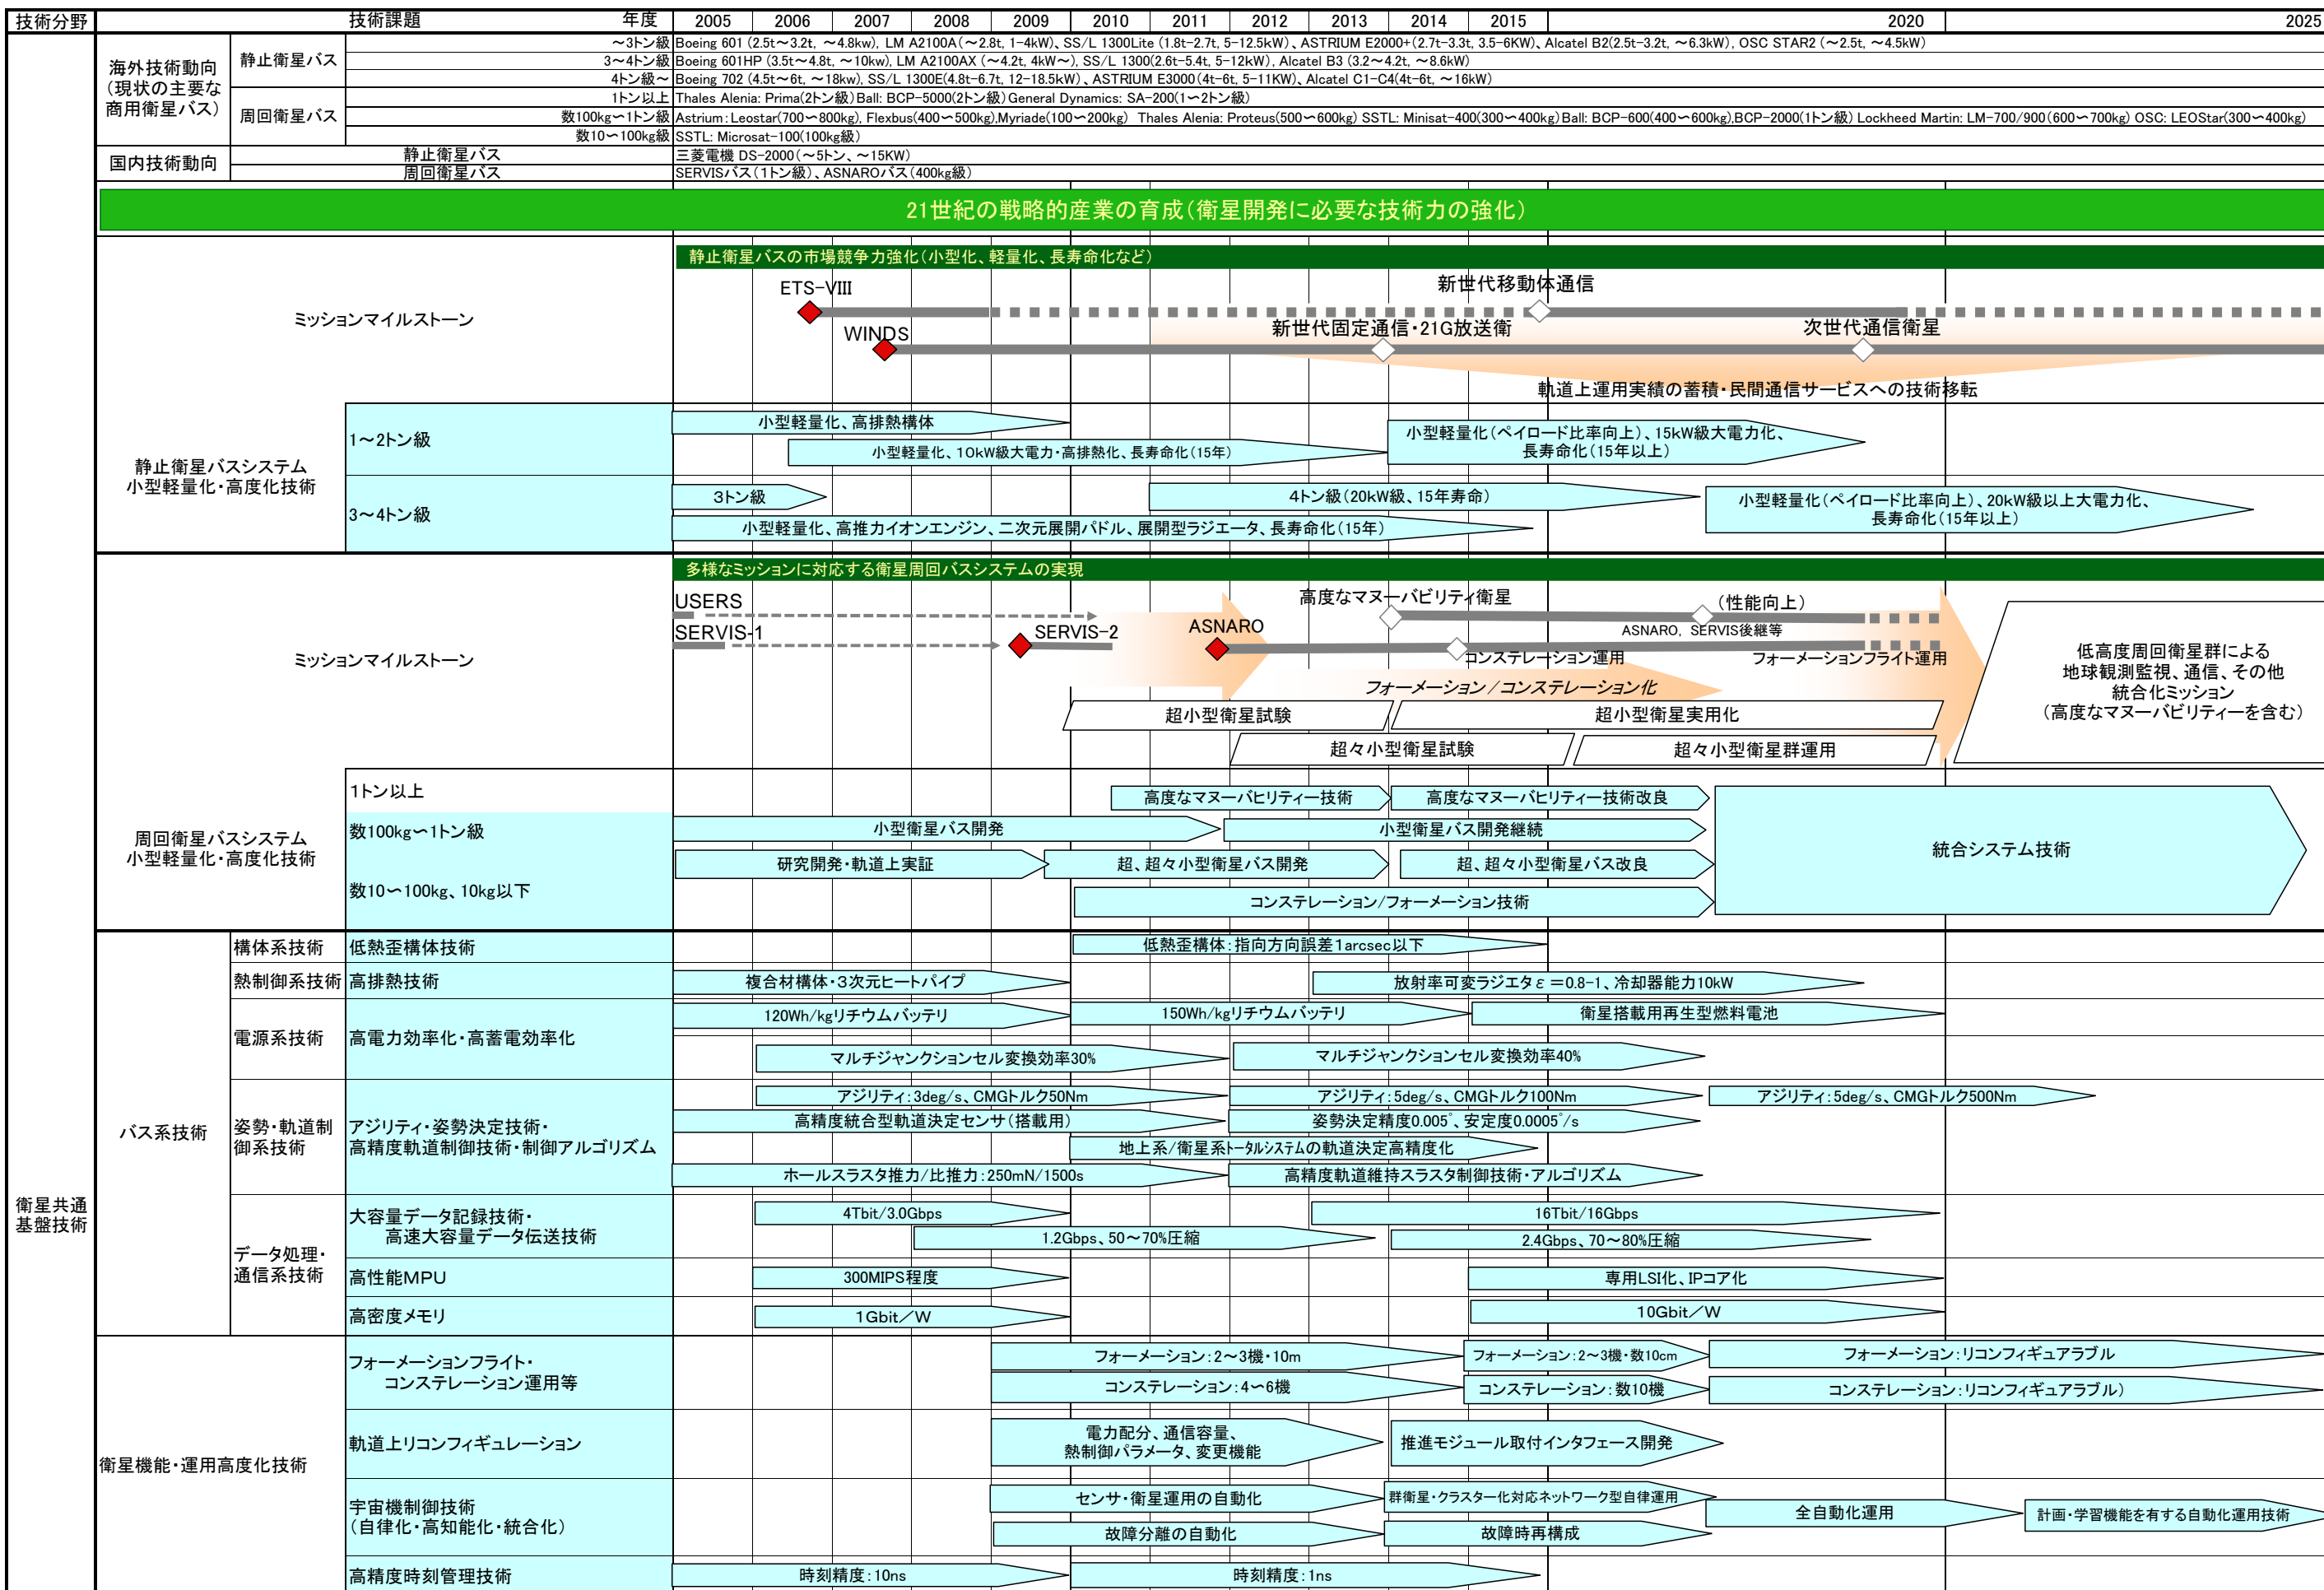 技術分野 技術課題 年度 2005 2006 2007 2008 2009 2010 2011 2012 2013 2014 2015 2020 2025
海外技術動向
(現状の主要な
商用衛星バス)
静止衛星バス
～3トン級 Boeing 601 (2.5t～3.2t, ～4.8kw), LM A2100A(～2.8t, 1-4kW)、SS/L 1300Lite (1.8t-2.7t, 5-12.5kW)、ASTRIUM E2000+(2.7t-3.3t, 3.5-6KW)、Alcatel B2(2.5t-3.2t, ～6.3kW), OSC STAR2 (～2.5t, ～4.5kW)
3～4トン級 Boeing 601HP (3.5t～4.8t, ～10kw), LM A2100AX (～4.2t, 4kW～), SS/L 1300(2.6t-5.4t, 5-12kW), Alcatel B3 (3.2～4.2t, ～8.6kW)
4トン級～ Boeing 702 (4.5t～6t, ～18kw), SS/L 1300E(4.8t-6.7t, 12-18.5kW)、ASTRIUM E3000(4t-6t, 5-11KW)、Alcatel C1-C4(4t-6t, ～16kW)
周回衛星バス
1トン以上 Thales Alenia: Prima(2トン級)Ball: BCP-5000(2トン級)General Dynamics: SA-200(1～2トン級)
数100kg～1トン級 Astrium:Leostar(700～800kg), Flexbus(400～500kg),Myriade(100～200kg) Thales Alenia: Proteus(500～600kg) SSTL: Minisat-400(300～400kg)Ball: BCP-600(400～600kg),BCP-2000(1トン級) Lockheed Martin: LM-700/900(600～700kg) OSC: LEOStar(300～400kg)
数10～100kg級 SSTL: Microsat-100(100kg級)
国内技術動向
静止衛星バス 三菱電機 DS-2000(～5トン、～15KW)
周回衛星バス SERVISバス(1トン級)、ASNAROバス(400kg級)
21世紀の戦略的産業の育成(衛星開発に必要な技術力の強化)
静止衛星バスの市場競争力強化(小型化、軽量化、長寿命化など)
ミッションマイルストーン
ETS-VIII 新世代移動体通信
WINDS 新世代固定通信・21G放送衛 次世代通信衛星
軌道上運用実績の蓄積・民間通信サービスへの技術移転
静止衛星バスシステム
小型軽量化・高度化技術
1～2トン級
小型軽量化、高排熱構体
小型軽量化、10kW級大電力・高排熱化、長寿命化(15年)
小型軽量化(ペイロード比率向上)、15kW級大電力化、
長寿命化(15年以上)
3～4トン級
3トン級
4トン級(20kW級、15年寿命)
小型軽量化、高推力イオンエンジン、二次元展開パドル、展開型ラジエータ、長寿命化(15年)
小型軽量化(ペイロード比率向上)、20kW級以上大電力化、
長寿命化(15年以上)
多様なミッションに対応する衛星周回バスシステムの実現
ミッションマイルストーン
USERS 高度なマヌーバビリティ衛星 (性能向上)
SERVIS-1 SERVIS-2 ASNARO ASNARO, SERVIS後継等
コンステレーション運用 フォーメーションフライト運用
フォーメーション/コンステレーション化
超小型衛星試験 超小型衛星実用化
超々小型衛星試験 超々小型衛星群運用
低高度周回衛星群による
地球観測監視、通信、その他
統合化ミッション
(高度なマヌーバビリティーを含む)
周回衛星バスシステム
小型軽量化・高度化技術
1トン以上
高度なマヌーバヒリティー技術 高度なマヌーバヒリティー技術改良
数100kg～1トン級
小型衛星バス開発 小型衛星バス開発継続
数10～100kg、10kg以下
研究開発・軌道上実証 超、超々小型衛星バス開発 超、超々小型衛星バス改良
コンステレーション/フォーメーション技術
統合システム技術
衛星共通
基盤技術
バス系技術
構体系技術 低熱歪構体技術 低熱歪構体:指向方向誤差1arcsec以下
熱制御系技術 高排熱技術 複合材構体・3次元ヒートパイプ 放射率可変ラジエタε=0.8-1、冷却器能力10kW
電源系技術 高電力効率化・高蓄電効率化
120Wh/kgリチウムバッテリ 150Wh/kgリチウムバッテリ 衛星搭載用再生型燃料電池
マルチジャンクションセル変換効率30% マルチジャンクションセル変換効率40%
姿勢・軌道制
御系技術
アジリティ・姿勢決定技術・
高精度軌道制御技術・制御アルゴリズム
アジリティ:3deg/s、CMGトルク50Nm アジリティ:5deg/s、CMGトルク100Nm アジリティ:5deg/s、CMGトルク500Nm
高精度統合型軌道決定センサ(搭載用) 姿勢決定精度0.005°、安定度0.0005°/s
地上系/衛星系トータルシステムの軌道決定高精度化
ホールスラスタ推力/比推力:250mN/1500s 高精度軌道維持スラスタ制御技術・アルゴリズム
データ処理・
通信系技術
大容量データ記録技術・
高速大容量データ伝送技術
4Tbit/3.0Gbps 16Tbit/16Gbps
1.2Gbps、50～70%圧縮 2.4Gbps、70～80%圧縮
高性能MPU 300MIPS程度 専用LSI化、IPコア化
高密度メモリ 1Gbit/W 10Gbit/W
衛星機能・運用高度化技術
フォーメーションフライト・
コンステレーション運用等
フォーメーション:2～3機・10m フォーメーション:2～3機・数10cm フォーメーション:リコンフィギュアラブル
コンステレーション:4～6機 コンステレーション:数10機 コンステレーション:リコンフィギュアラブル)
軌道上リコンフィギュレーション
電力配分、通信容量、
熱制御パラメータ、変更機能
推進モジュール取付インタフェース開発
宇宙機制御技術
(自律化・高知能化・統合化)
センサ・衛星運用の自動化 群衛星・クラスター化対応ネットワーク型自律運用
故障分離の自動化 故障時再構成
全自動化運用 計画・学習機能を有する自動化運用技術
高精度時刻管理技術 時刻精度:10ns 時刻精度:1ns